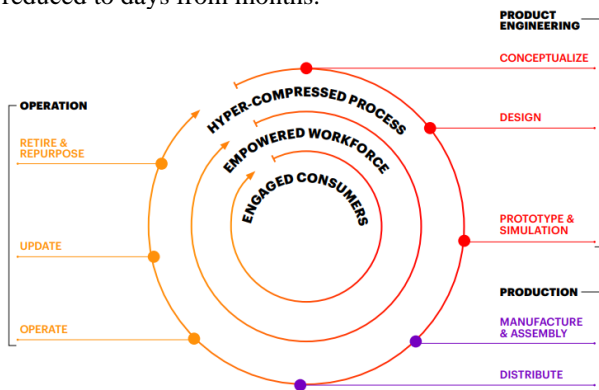 reduced to days from months.
PRODUCT
ENGINEERING
CONCEPTUALIZE
DESIGN
PROTOTYPE &
SIMULATION
PRODUCTION
MANUFACTURE
& ASSEMBLY
DISTRIBUTE
OPERATION
RETIRE &
REPURPOSE
UPDATE
OPERATE
HYPER-COMPRESSED PROCESS
EMPOWERED WORKFORCE
ENGAGED CONSUMERS